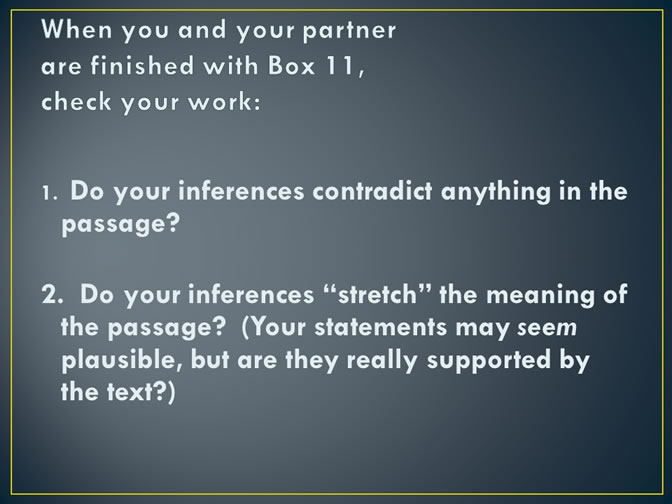 When you and your partner
are finished with Box 11,
check your work:
1. Do your inferences contradict anything in the
passage?
2. Do your inferences “stretch” the meaning of
the passage? (Your statements may seem
plausible, but are they really supported by
the text?)